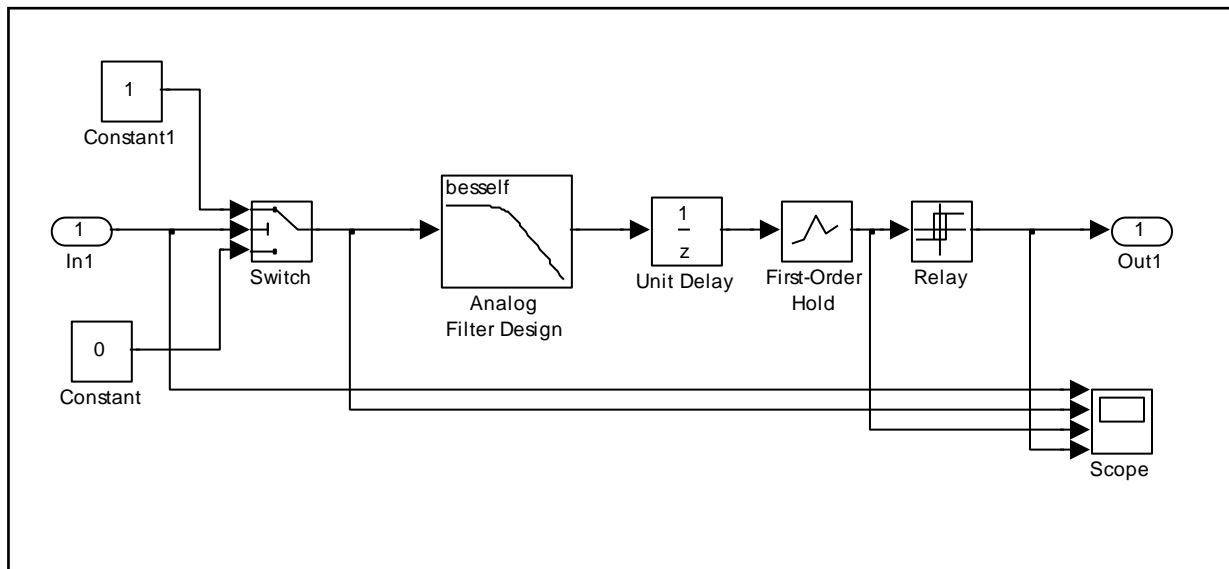 1
Constant1
besself
1
In1
Switch
1
z
Unit Delay
First-Order
Hold
Relay
1
Out1
Analog
Filter Design
0
Constant
Scope